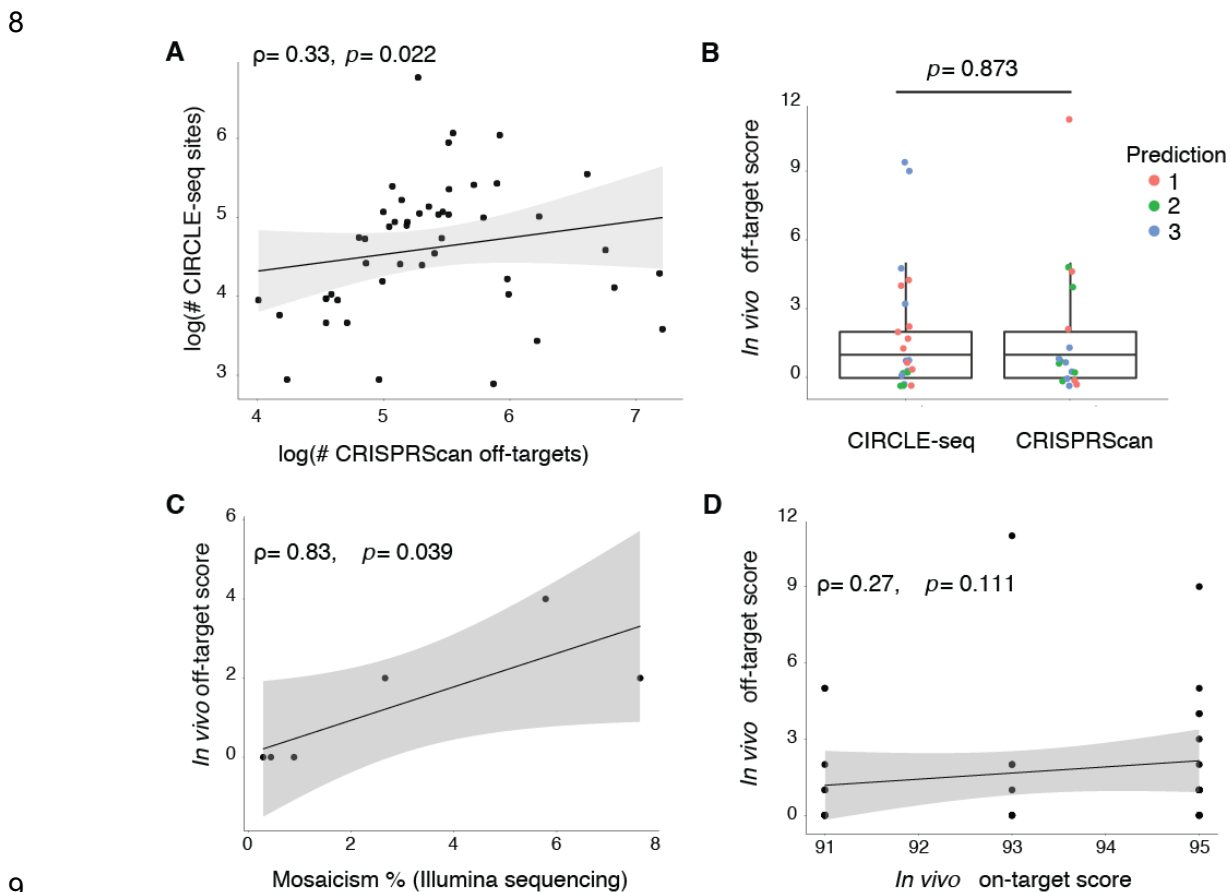 8
A
ρ= 0.33, p= 0.022
log(# CIRCLE-seq sites)
6
5
4
3
4 5 6 7
log(# CRISPRScan off-targets)
B
p= 0.873
In vivo off-target score
12
9
6
3
0
CIRCLE-seq CRISPRScan
Prediction
1
2
3
C
ρ= 0.83, p= 0.039
In vivo off-target score
6
4
2
0
0 2 4 6 8
Mosaicism % (Illumina sequencing)
D
ρ= 0.27, p= 0.111
In vivo off-target score
12
9
6
3
0
91 92 93 94 95
In vivo on-target score
9